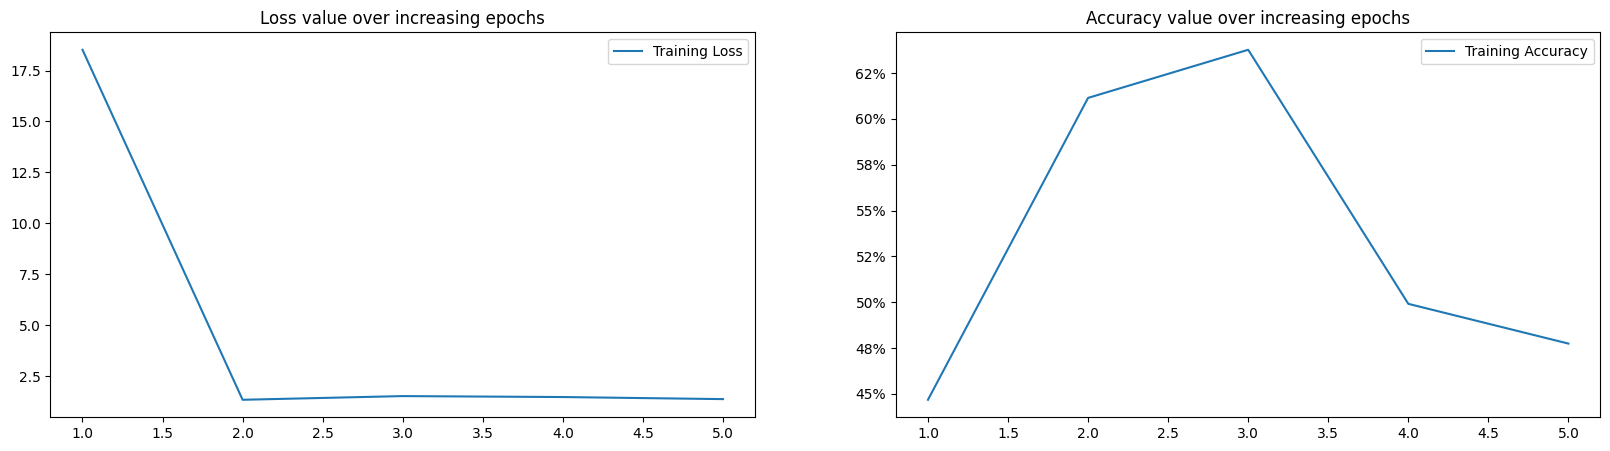 Loss value over increasing epochs
Training Loss
17.5
15.0
12.5
10.0
7.5
5.0
2.5
1.0 1.5 2.0 2.5 3.0 3.5 4.0 4.5 5.0
Accuracy value over increasing epochs
Training Accuracy
62%
60%
58%
55%
52%
50%
48%
45%
1.0 1.5 2.0 2.5 3.0 3.5 4.0 4.5 5.0